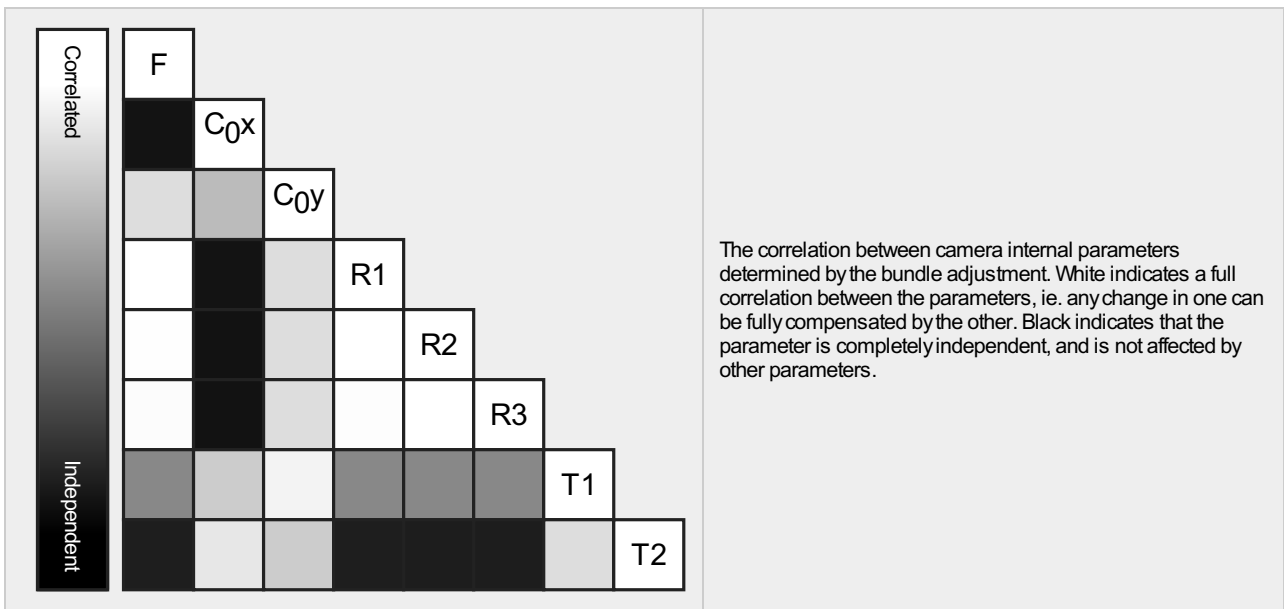 Correlated
Independent
F
C0x
C0y
R1
R2
R3
T1
T2
The correlation between camera internal parameters
determined by the bundle adjustment. White indicates a full
correlation between the parameters, ie. any change in one can
be fully compensated by the other. Black indicates that the
parameter is completely independent, and is not affected by
other parameters.